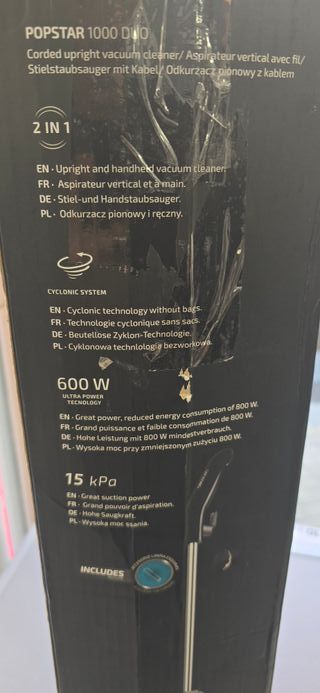 POPSTAR 1000 DUO
Corded upright vacuum cleaner/ Aspirateur vertical avec fil/
Stielstaubsauger mit Kabel/ Odkurzacz pionowy z kablem
2 IN 1
EN · Upright and handheld vacuum cleaner.
FR · Aspirateur vertical et à main.
DE · Stiel-und Handstaubsauger.
PL · Odkurzacz pionowy i ręczny.
CYCLONIC SYSTEM
EN · Cyclonic technology without bags.
FR · Technologie cyclonique sans sacs.
DE · Beutellose Zyklon-Technologie.
PL · Cyklonowa technlologie bezworkowa.
600 W
ULTRA POWER
TECNOLOGY
EN · Great power, reduced energy consumption of 800 W.
FR · Grand puissance et faible consommation de 800 W.
DE · Hohe Leistung mit 800 W mindestverbrauch.
PL · Wysoka moc przy zmniejszonym zużyciu 800 W.
15 kPa
EN · Great suction power
FR · Grand pouvoir d'aspiration.
DE · Hohe Saugkraft.
PL · Wysoka moc ssania.
INCLUDES